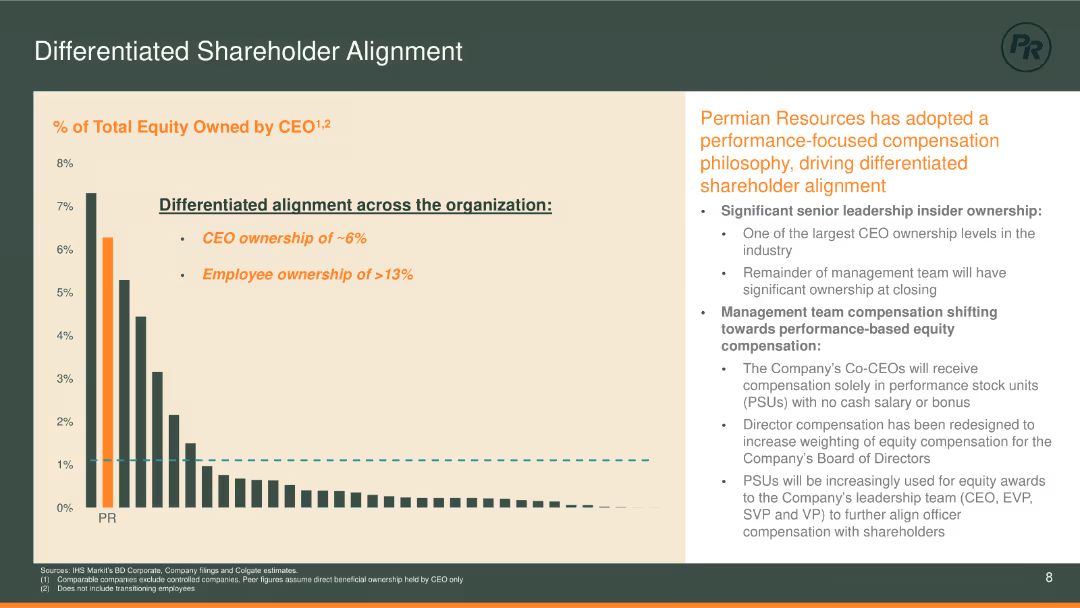 Differentiated Shareholder Alignment
PR
% of Total Equity Owned by CEO1,2
8%
7%
6%
5%
4%
3%
2%
1%
0%
PR
Differentiated alignment across the organization:
• CEO ownership of ~6%
• Employee ownership of >13%
Permian Resources has adopted a
performance-focused compensation
philosophy, driving differentiated
shareholder alignment
• Significant senior leadership insider ownership:
• One of the largest CEO ownership levels in the
industry
• Remainder of management team will have
significant ownership at closing
• Management team compensation shifting
towards performance-based equity
compensation:
• The Company's Co-CEOs will receive
compensation solely in performance stock units
(PSUs) with no cash salary or bonus
• Director compensation has been redesigned to
increase weighting of equity compensation for the
Company's Board of Directors
• PSUs will be increasingly used for equity awards
to the Company's leadership team (CEO, EVP,
SVP and VP) to further align officer
compensation with shareholders
Sources: IHS Markit's BD Corporate, Company filings and Colgate estimates.
(1) Comparable companies exclude controlled companies. Peer figures assume direct beneficial ownership held by CEO only
(2) Does not include transitioning employees
8